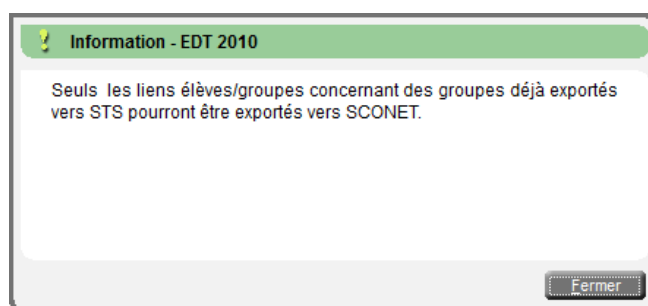 Information - EDT 2010
Seuls les liens élèves/groupes concernant des groupes déjà exportés
vers STS pourront être exportés vers SCONET.
Fermer